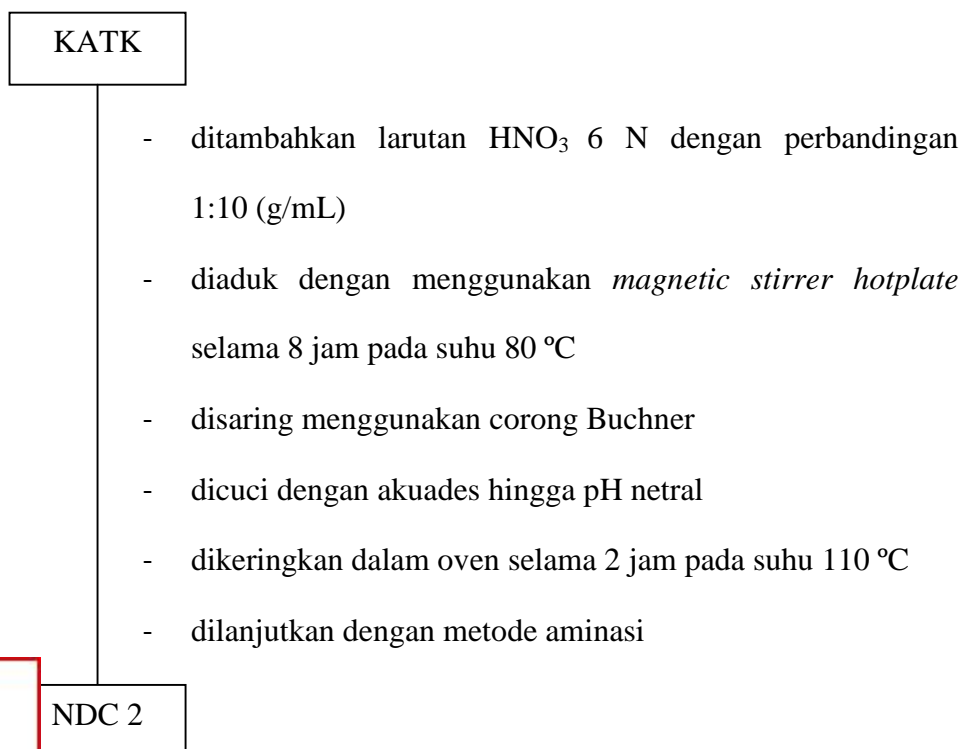 KATK
- ditambahkan larutan HNO₃ 6 N dengan perbandingan
1:10 (g/mL)
- diaduk dengan menggunakan magnetic stirrer hotplate
selama 8 jam pada suhu 80 ºC
- disaring menggunakan corong Buchner
- dicuci dengan akuades hingga pH netral
- dikeringkan dalam oven selama 2 jam pada suhu 110 ºC
- dilanjutkan dengan metode aminasi
NDC 2